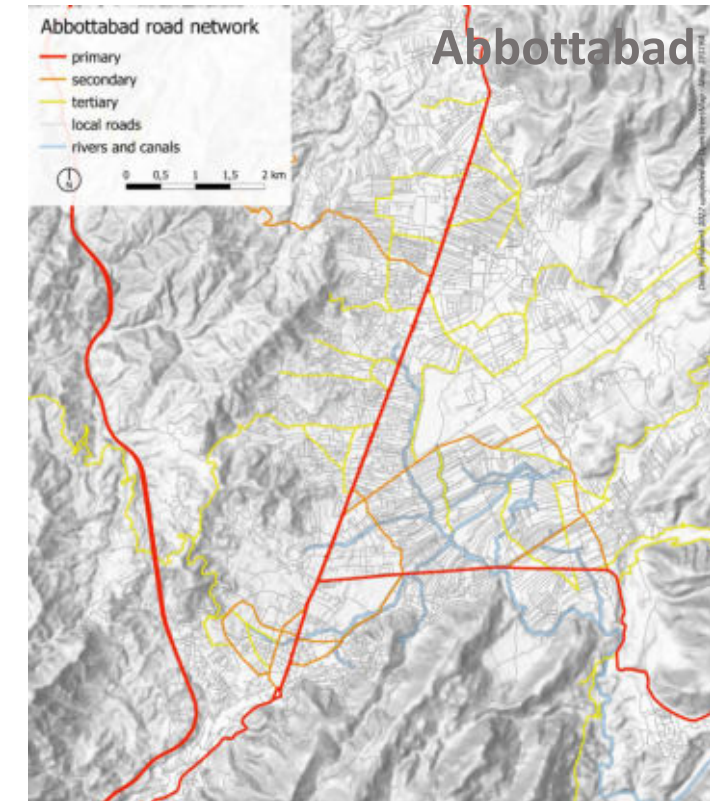 Abbottabad road network
primary
secondary
tertiary
local roads
rivers and canals
N
0 0,5 1 1,5 2 km
Abbottabad